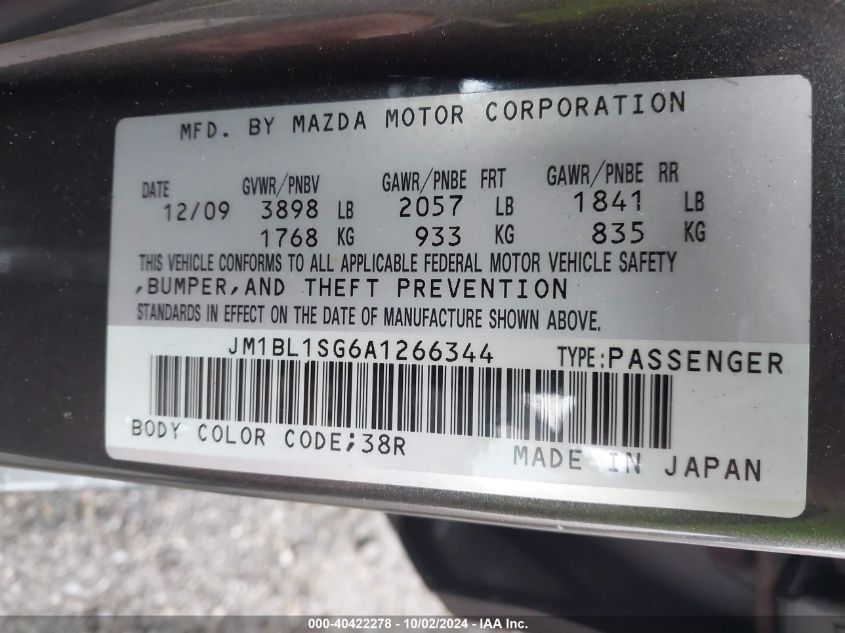 MFD. BY MAZDA MOTOR CORPORATION
DATE GVWR/PNBV GAWR/PNBE FRT GAWR/PNBE RR
12/09 3898 LB 2057 LB 1841 LB
1768 KG 933 KG 835 KG
THIS VEHICLE CONFORMS TO ALL APPLICABLE FEDERAL MOTOR VEHICLE SAFETY
,BUMPER,AND THEFT PREVENTION
STANDARDS IN EFFECT ON THE DATE OF MANUFACTURE SHOWN ABOVE.
JM1BL1SG6A1266344 TYPE:PASSENGER
BODY COLOR CODE;38R
MADE IN JAPAN
000-40422278 - 10/02/2024 - IAA Inc.